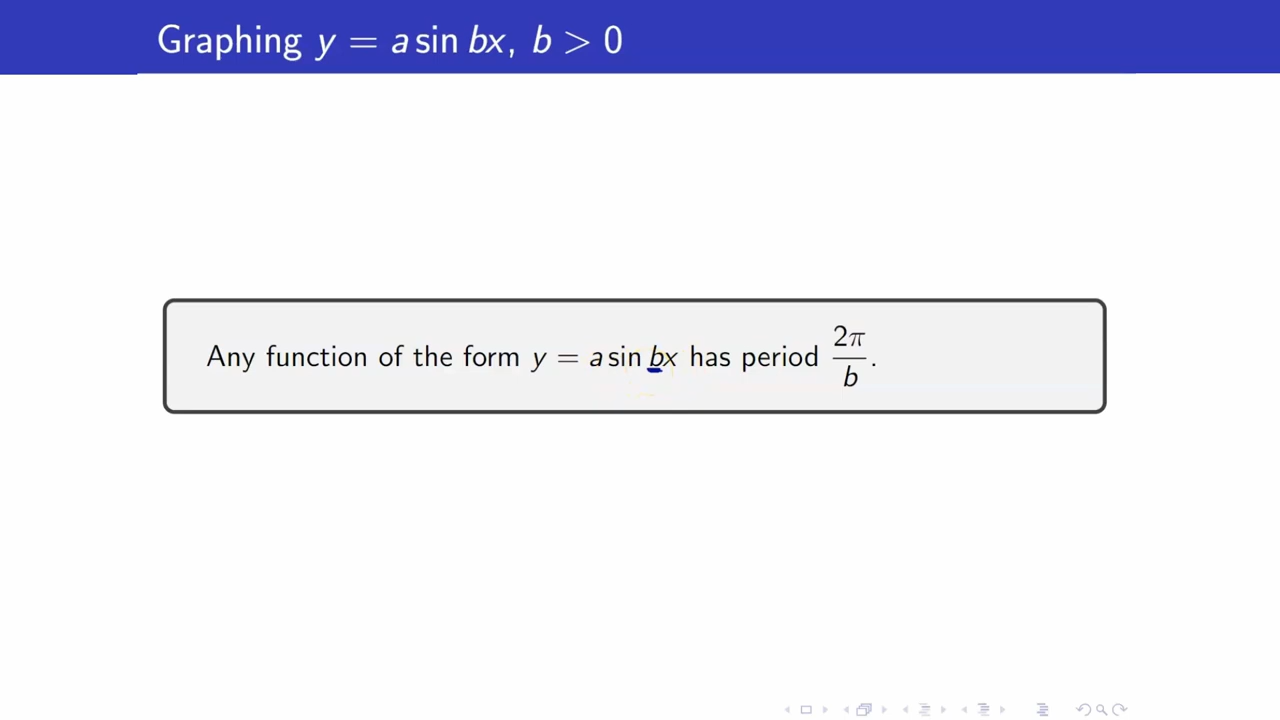 Graphing y = a sin bx, b > 0
Any function of the form y = a sin bx has period 2π/b.